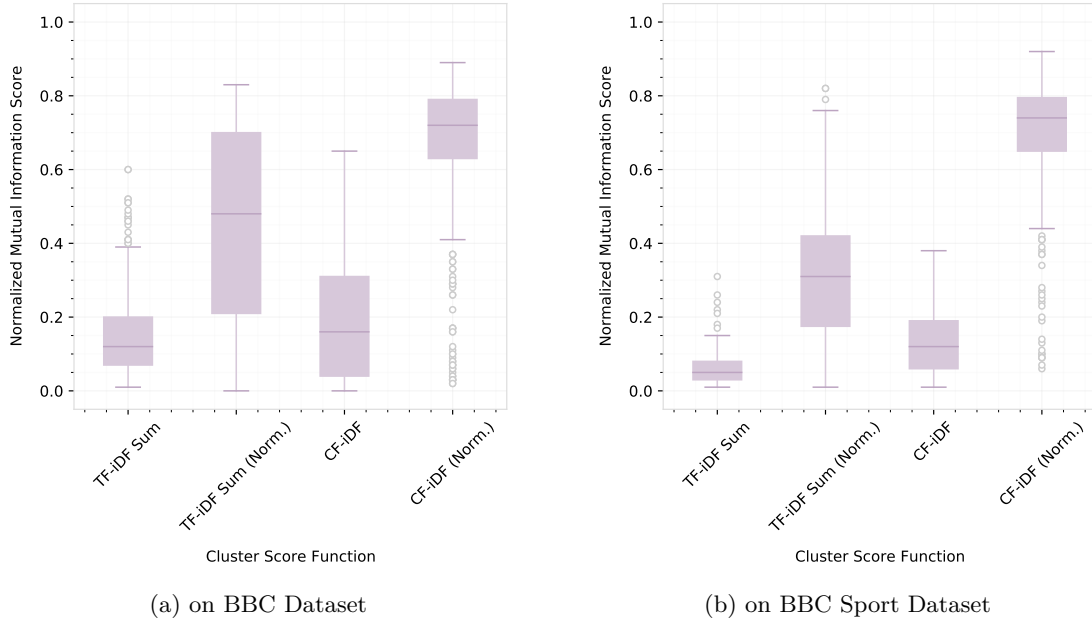 Normalized Mutual Information Score
1.0
0.8
0.6
0.4
0.2
0.0
TF-iDF Sum
TF-iDF Sum (Norm.)
CF-iDF
CF-iDF (Norm.)
Cluster Score Function
(a) on BBC Dataset
Normalized Mutual Information Score
1.0
0.8
0.6
0.4
0.2
0.0
TF-iDF Sum
TF-iDF Sum (Norm.)
CF-iDF
CF-iDF (Norm.)
Cluster Score Function
(b) on BBC Sport Dataset